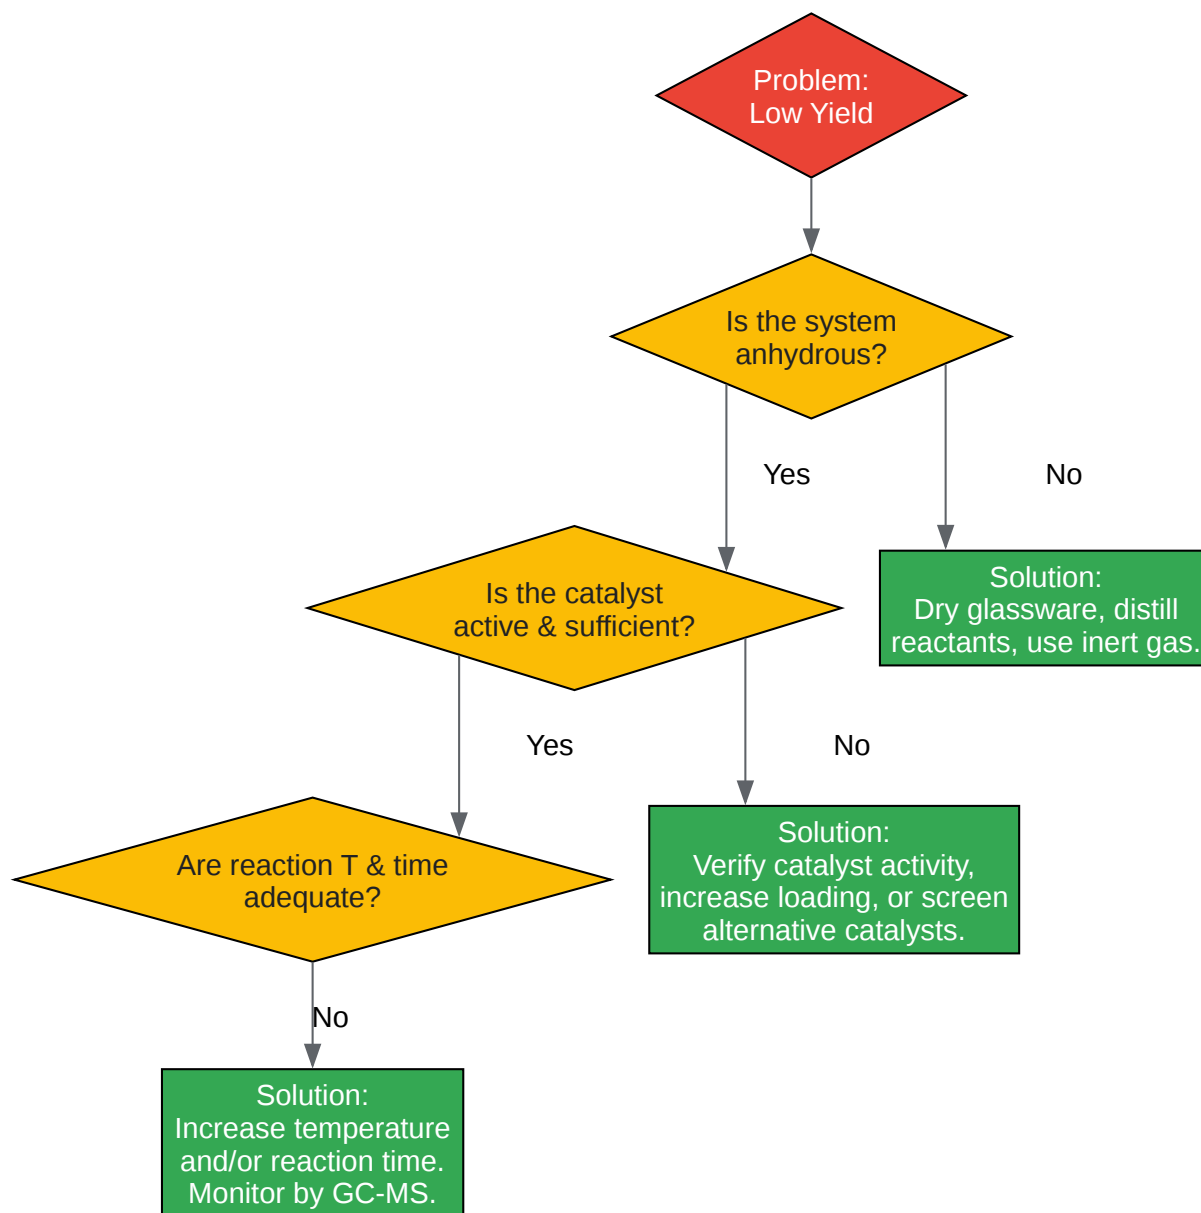 Problem:
Low Yield
Is the system
anhydrous?
Yes
No
Is the catalyst
active & sufficient?
Solution:
Dry glassware, distill
reactants, use inert gas.
Yes
No
Are reaction T & time
adequate?
Solution:
Verify catalyst activity,
increase loading, or screen
alternative catalysts.
No
Solution:
Increase temperature
and/or reaction time.
Monitor by GC-MS.